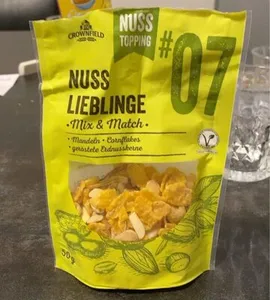 CROWNFIELD
NUSS
TOPPING
#07
NUSS
LIEBLINGE
• Mix & Match •
• Mandeln • Cornflakes
geröstete Erdnusskerne